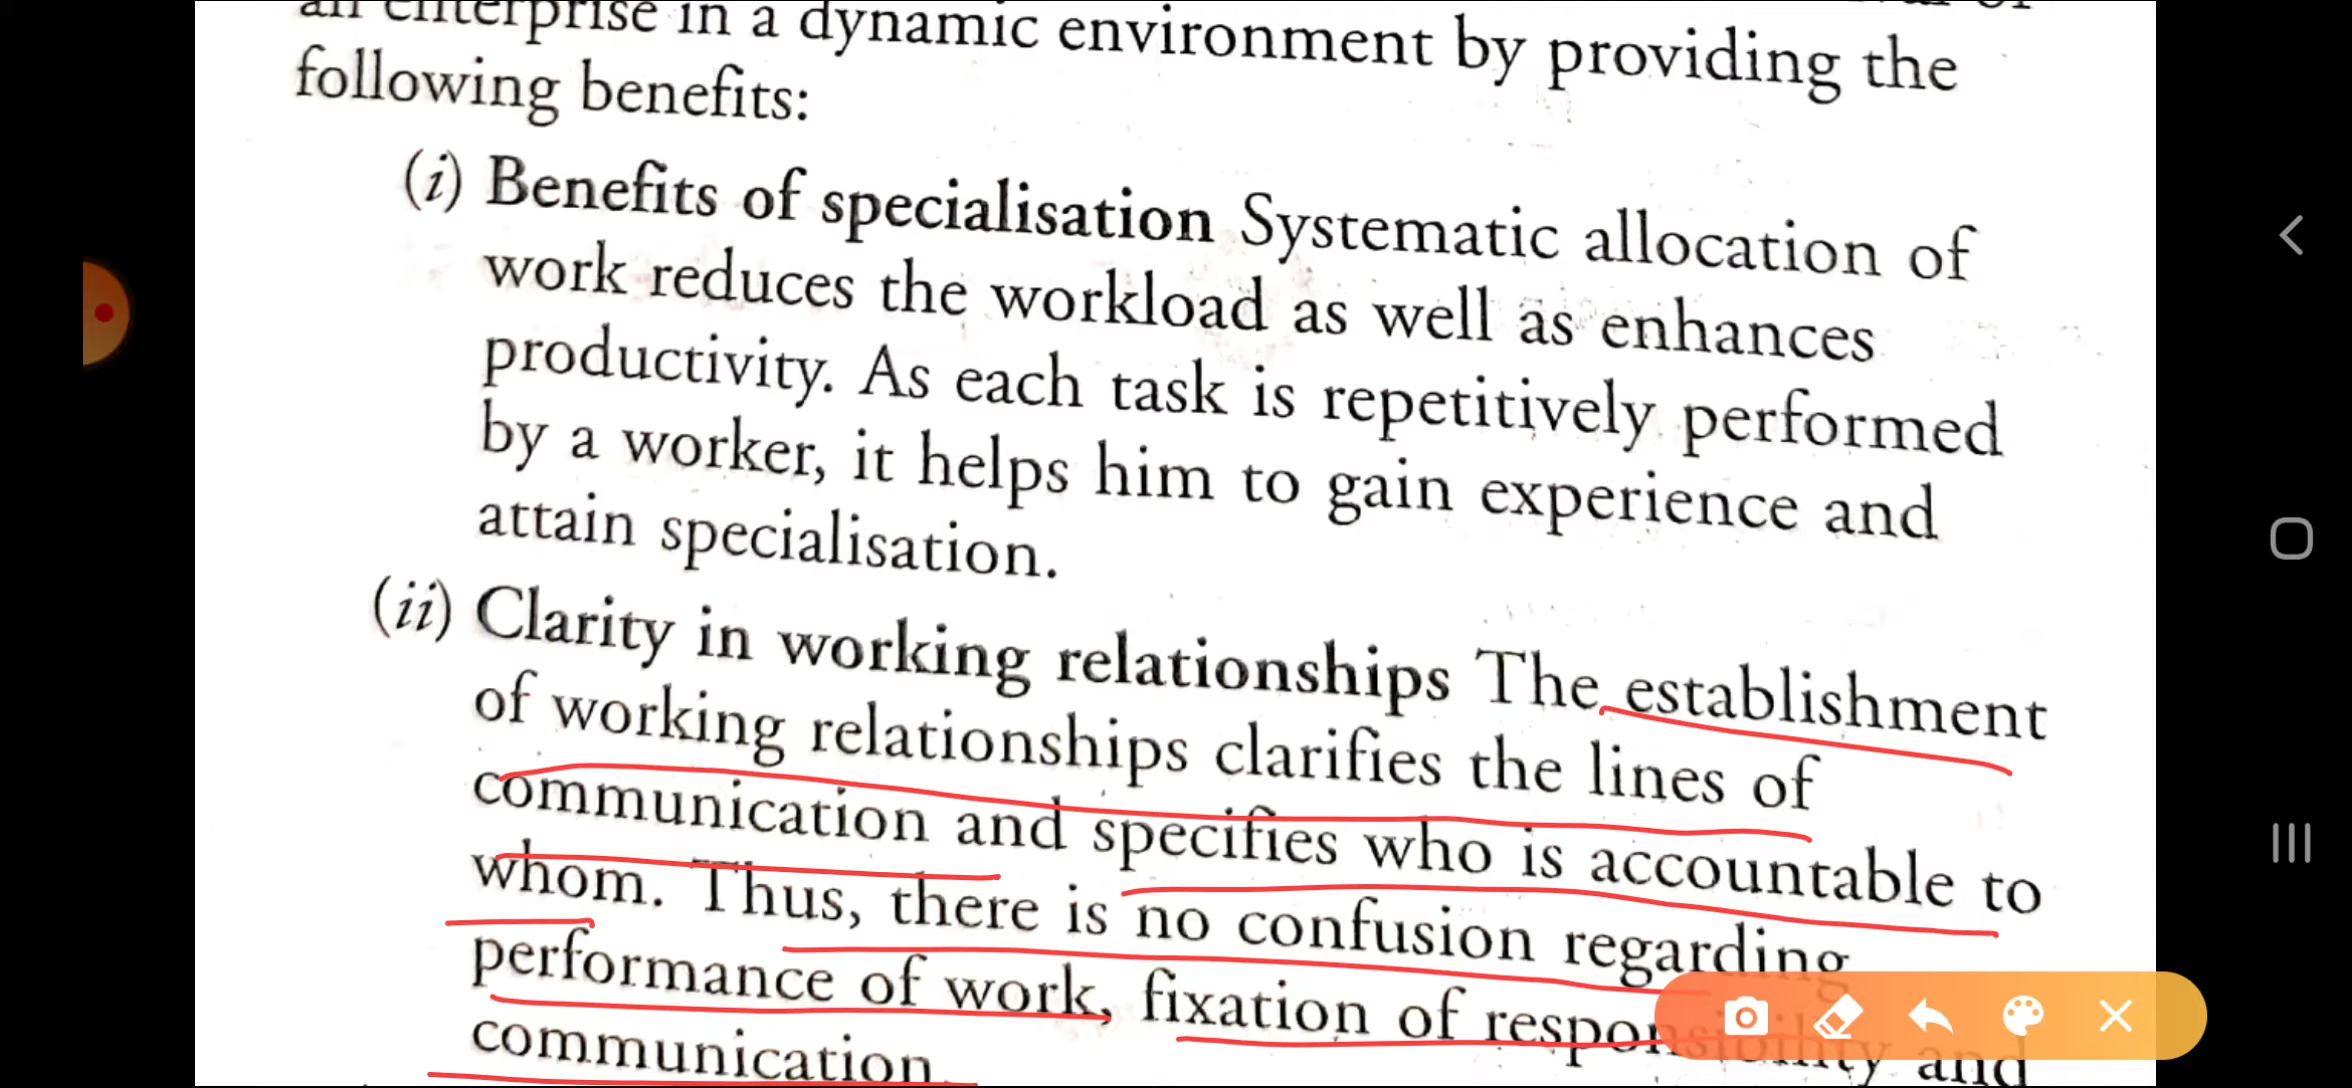 an enterprise in a dynamic environment by providing the
following benefits:
(i) Benefits of specialisation Systematic allocation of
work reduces the workload as well as enhances
productivity. As each task is repetitively performed
by a worker, it helps him to gain experience and
attain specialisation.
(ii) Clarity in working relationships The establishment
of working relationships clarifies the lines of
communication and specifies who is accountable to
whom. Thus, there is no confusion regarding
performance of work, fixation of responsibility and
communication.